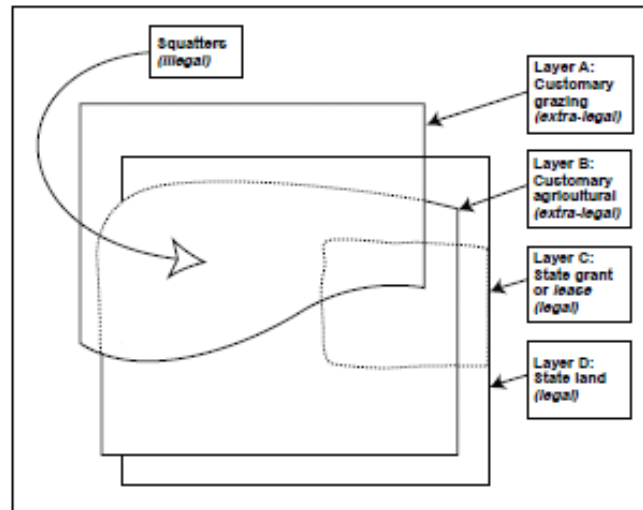 Squatters
(illegal)
Layer A:
Customary
grazing
(extra-legal)
Layer B:
Customary
agricultural
(extra-legal)
Layer C:
State grant
or lease
(legal)
Layer D:
State land
(legal)